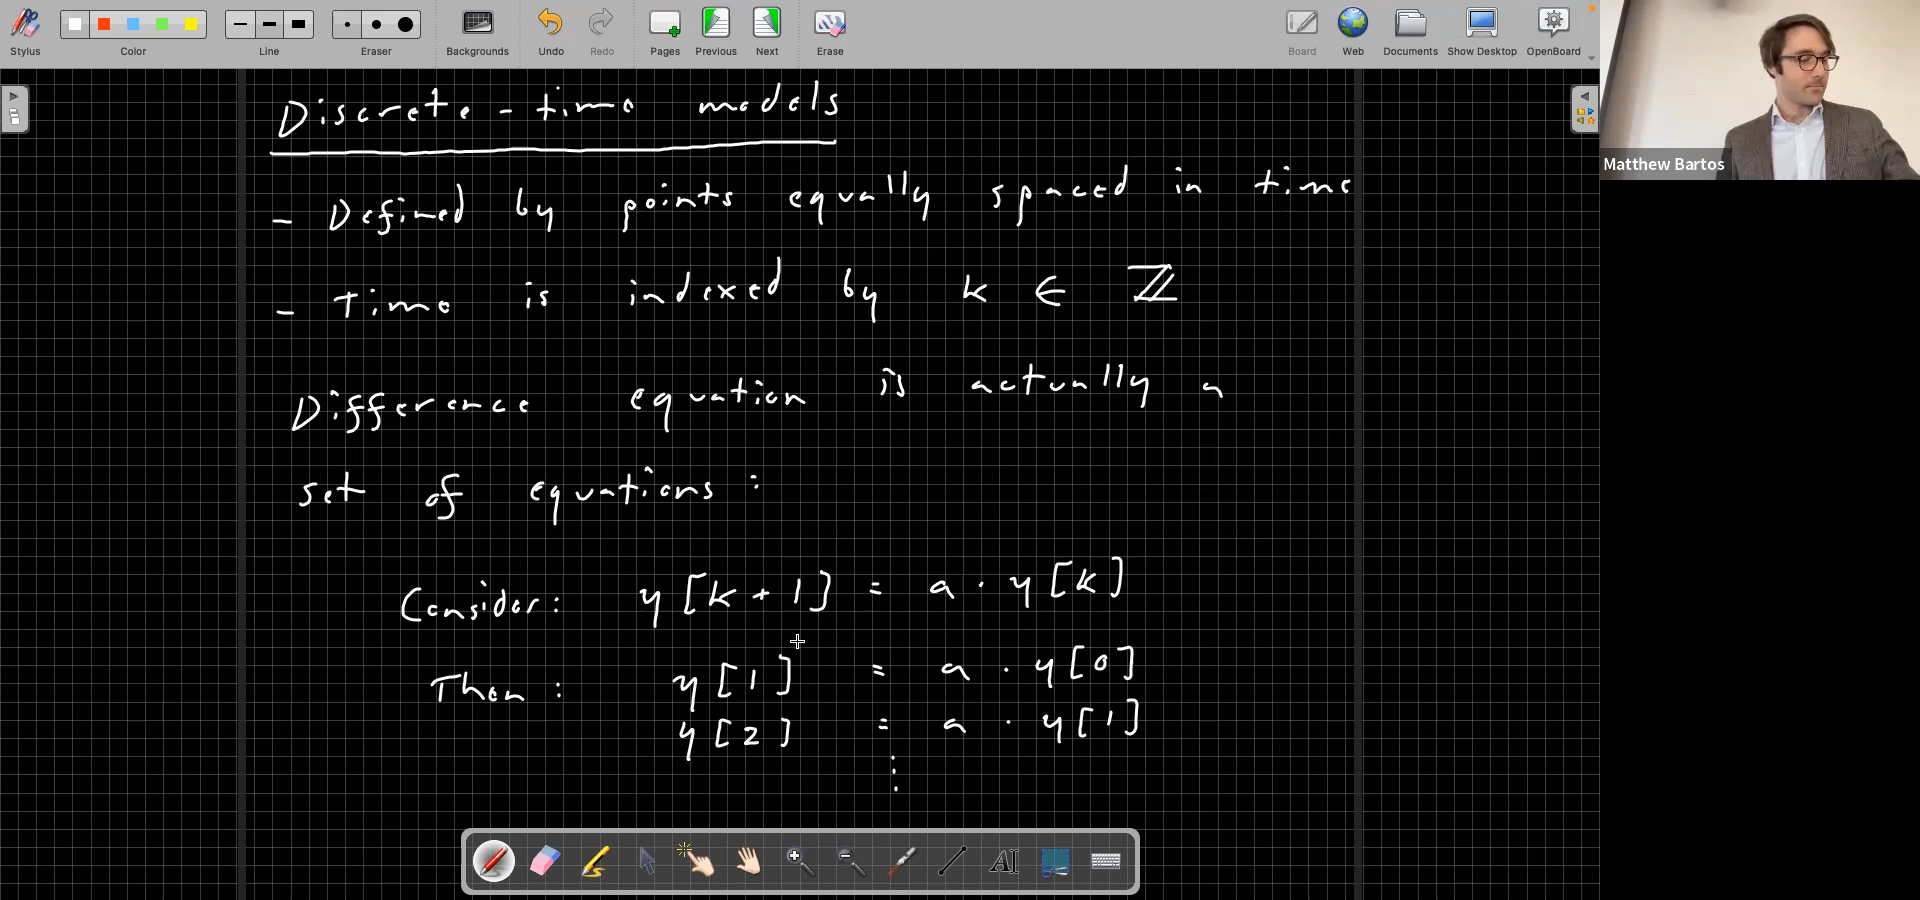 Stylus Color Line Eraser Backgrounds Undo Redo Pages Previous Next Erase Board Web Documents Show Desktop OpenBoard
Matthew Bartos
Discrete-time models
- Defined by points equally spaced in time
- time is indexed by k ∈ ℤ
Difference equation is actually a
set of equations:
Consider: y[k+1] = a · y[k]
Then: y[1] = a · y[0]
y[2] = a · y[1]
⋮
AI